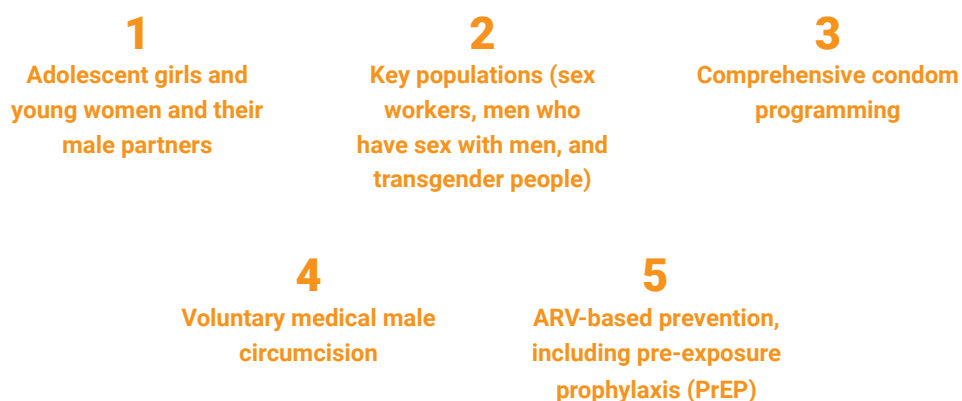 1
Adolescent girls and
young women and their
male partners
2
Key populations (sex
workers, men who
have sex with men, and
transgender people)
3
Comprehensive condom
programming
4
Voluntary medical male
circumcision
5
ARV-based prevention,
including pre-exposure
prophylaxis (PrEP)